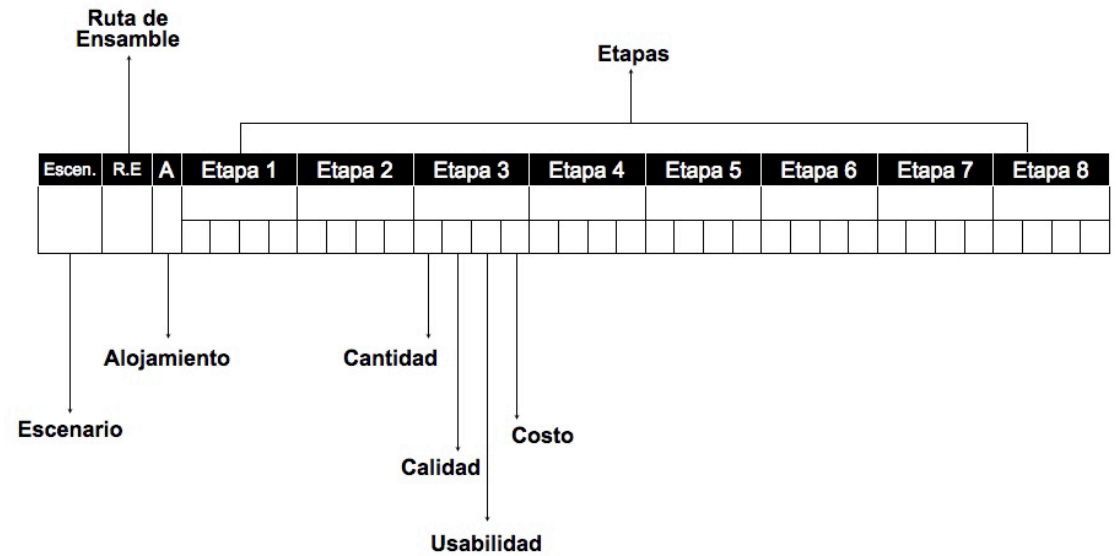 Ruta de
Ensamble
Etapas
Escen. R.E A Etapa 1 Etapa 2 Etapa 3 Etapa 4 Etapa 5 Etapa 6 Etapa 7 Etapa 8
Alojamiento
Cantidad
Escenario
Costo
Calidad
Usabilidad